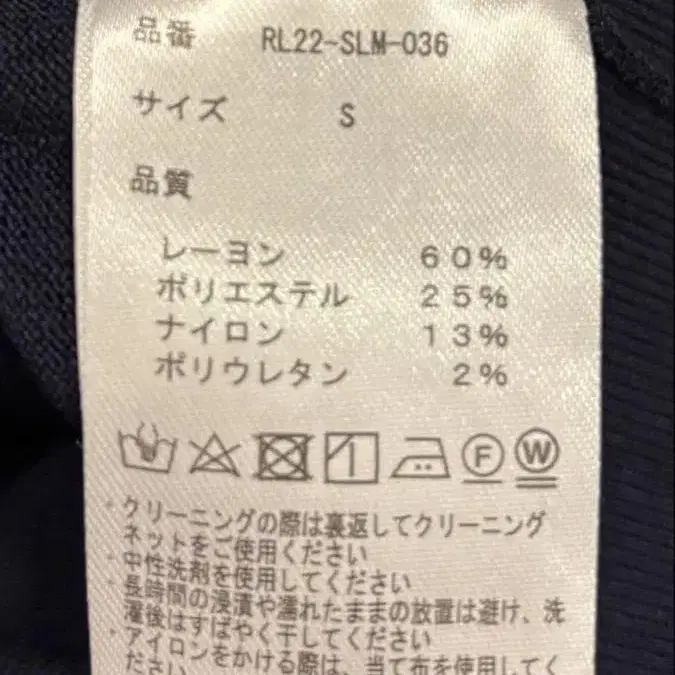 品番 RL22-SLM-036
サイズ S
品質
レーヨン 60%
ポリエステル 25%
ナイロン 13%
ポリウレタン 2%
F W
・クリーニングの際は裏返してクリーニング
ネットをご使用ください
・中性洗剤を使用してください
・長時間の浸漬や濡れたままの放置は避け、洗
濯後はすばやく干してください
・アイロンをかける際は、当て布を使用してく
ださい